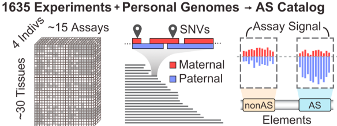 1635 Experiments + Personal Genomes → AS Catalog
4 Indivs
~15 Assays
~30 Tissues
SNVs
Maternal
Paternal
Assay Signal
nonAS
AS
Elements